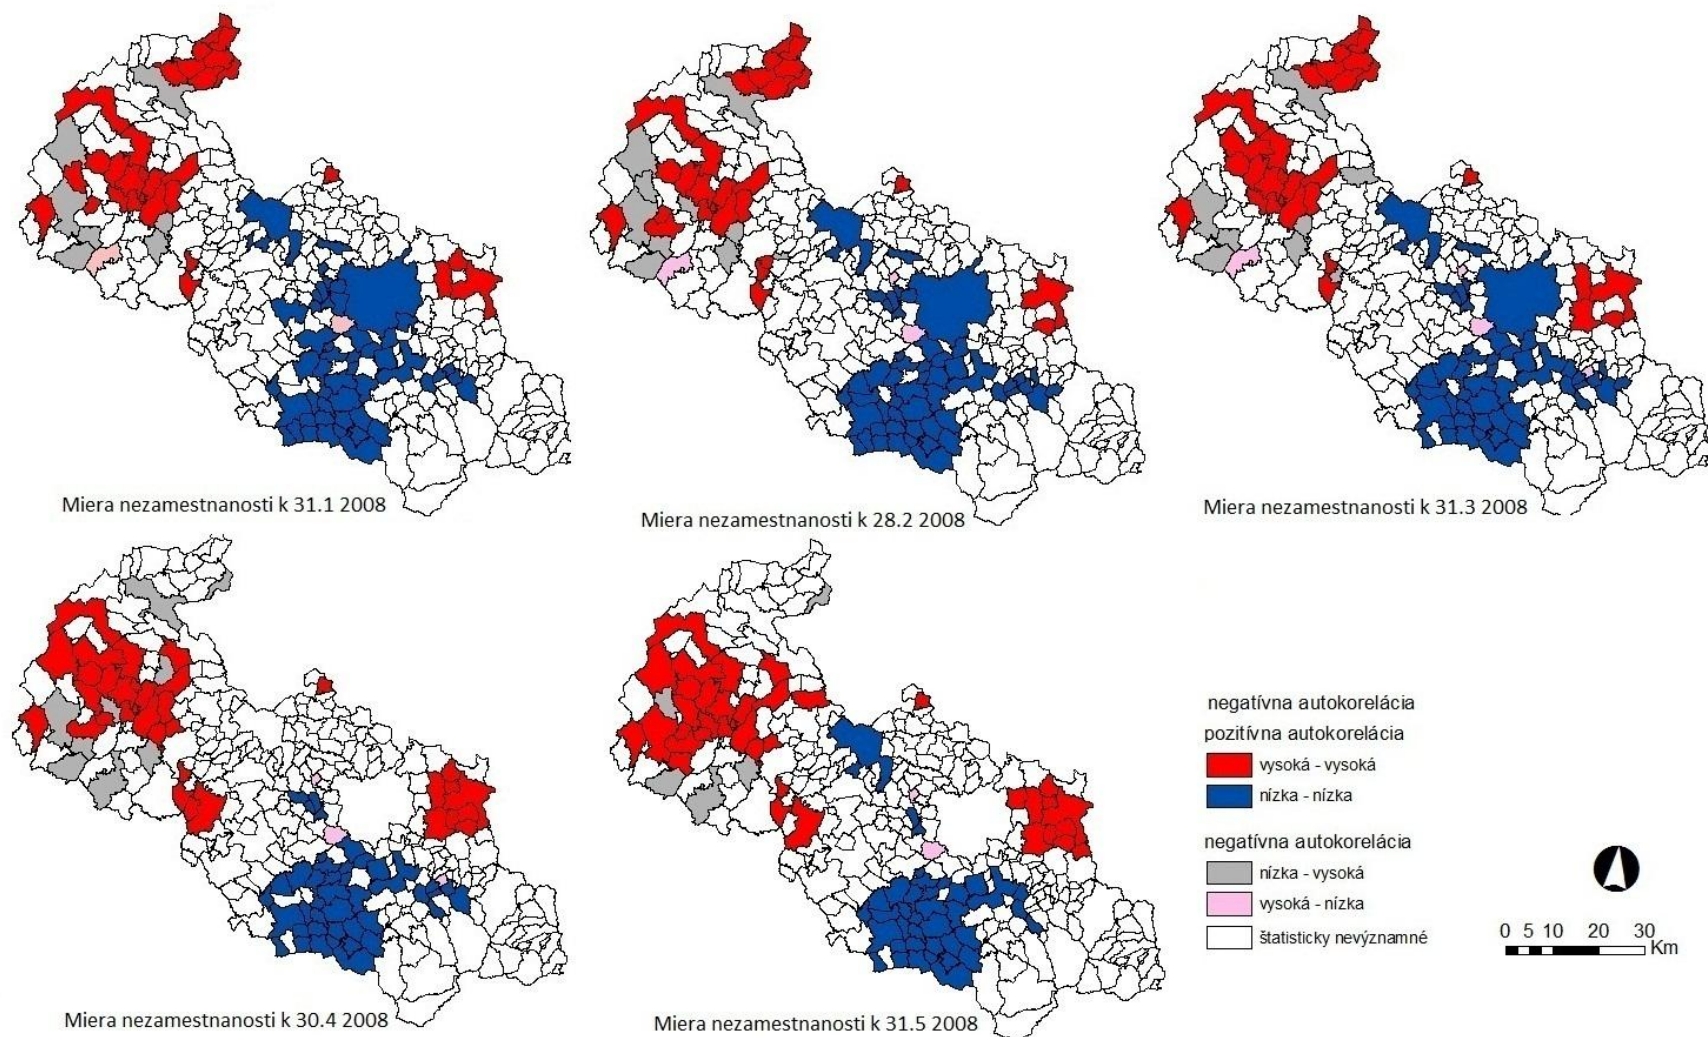 Miera nezamestnanosti k 31.1 2008
Miera nezamestnanosti k 28.2 2008
Miera nezamestnanosti k 31.3 2008
Miera nezamestnanosti k 30.4 2008
Miera nezamestnanosti k 31.5 2008
negatívna autokorelácia
pozitívna autokorelácia
vysoká - vysoká
nízka - nízka
negatívna autokorelácia
nízka - vysoká
vysoká - nízka
štatisticky nevýznamné
0 5 10 20 30
Km